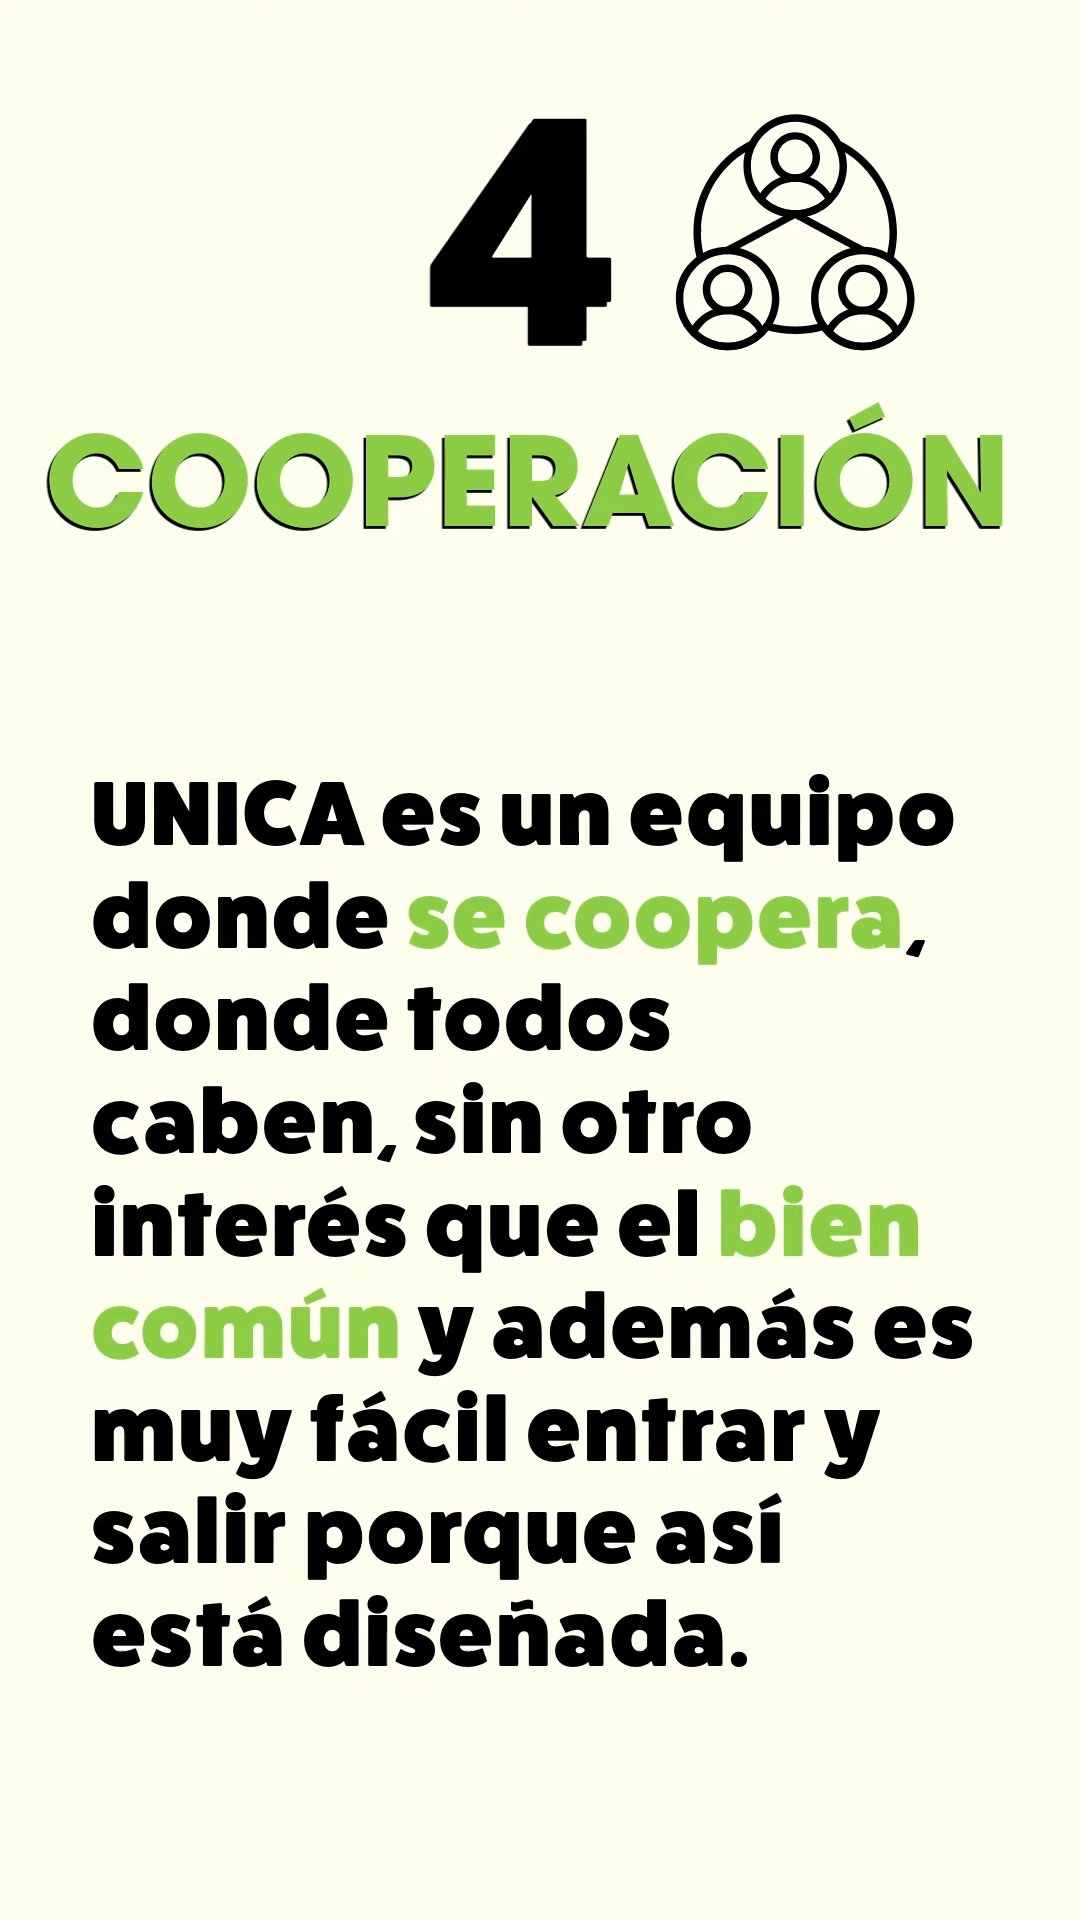 4
COOPERACIÓN
UNICA es un equipo
donde se coopera,
donde todos
caben, sin otro
interés que el bien
común y además es
muy fácil entrar y
salir porque así
está diseñada.